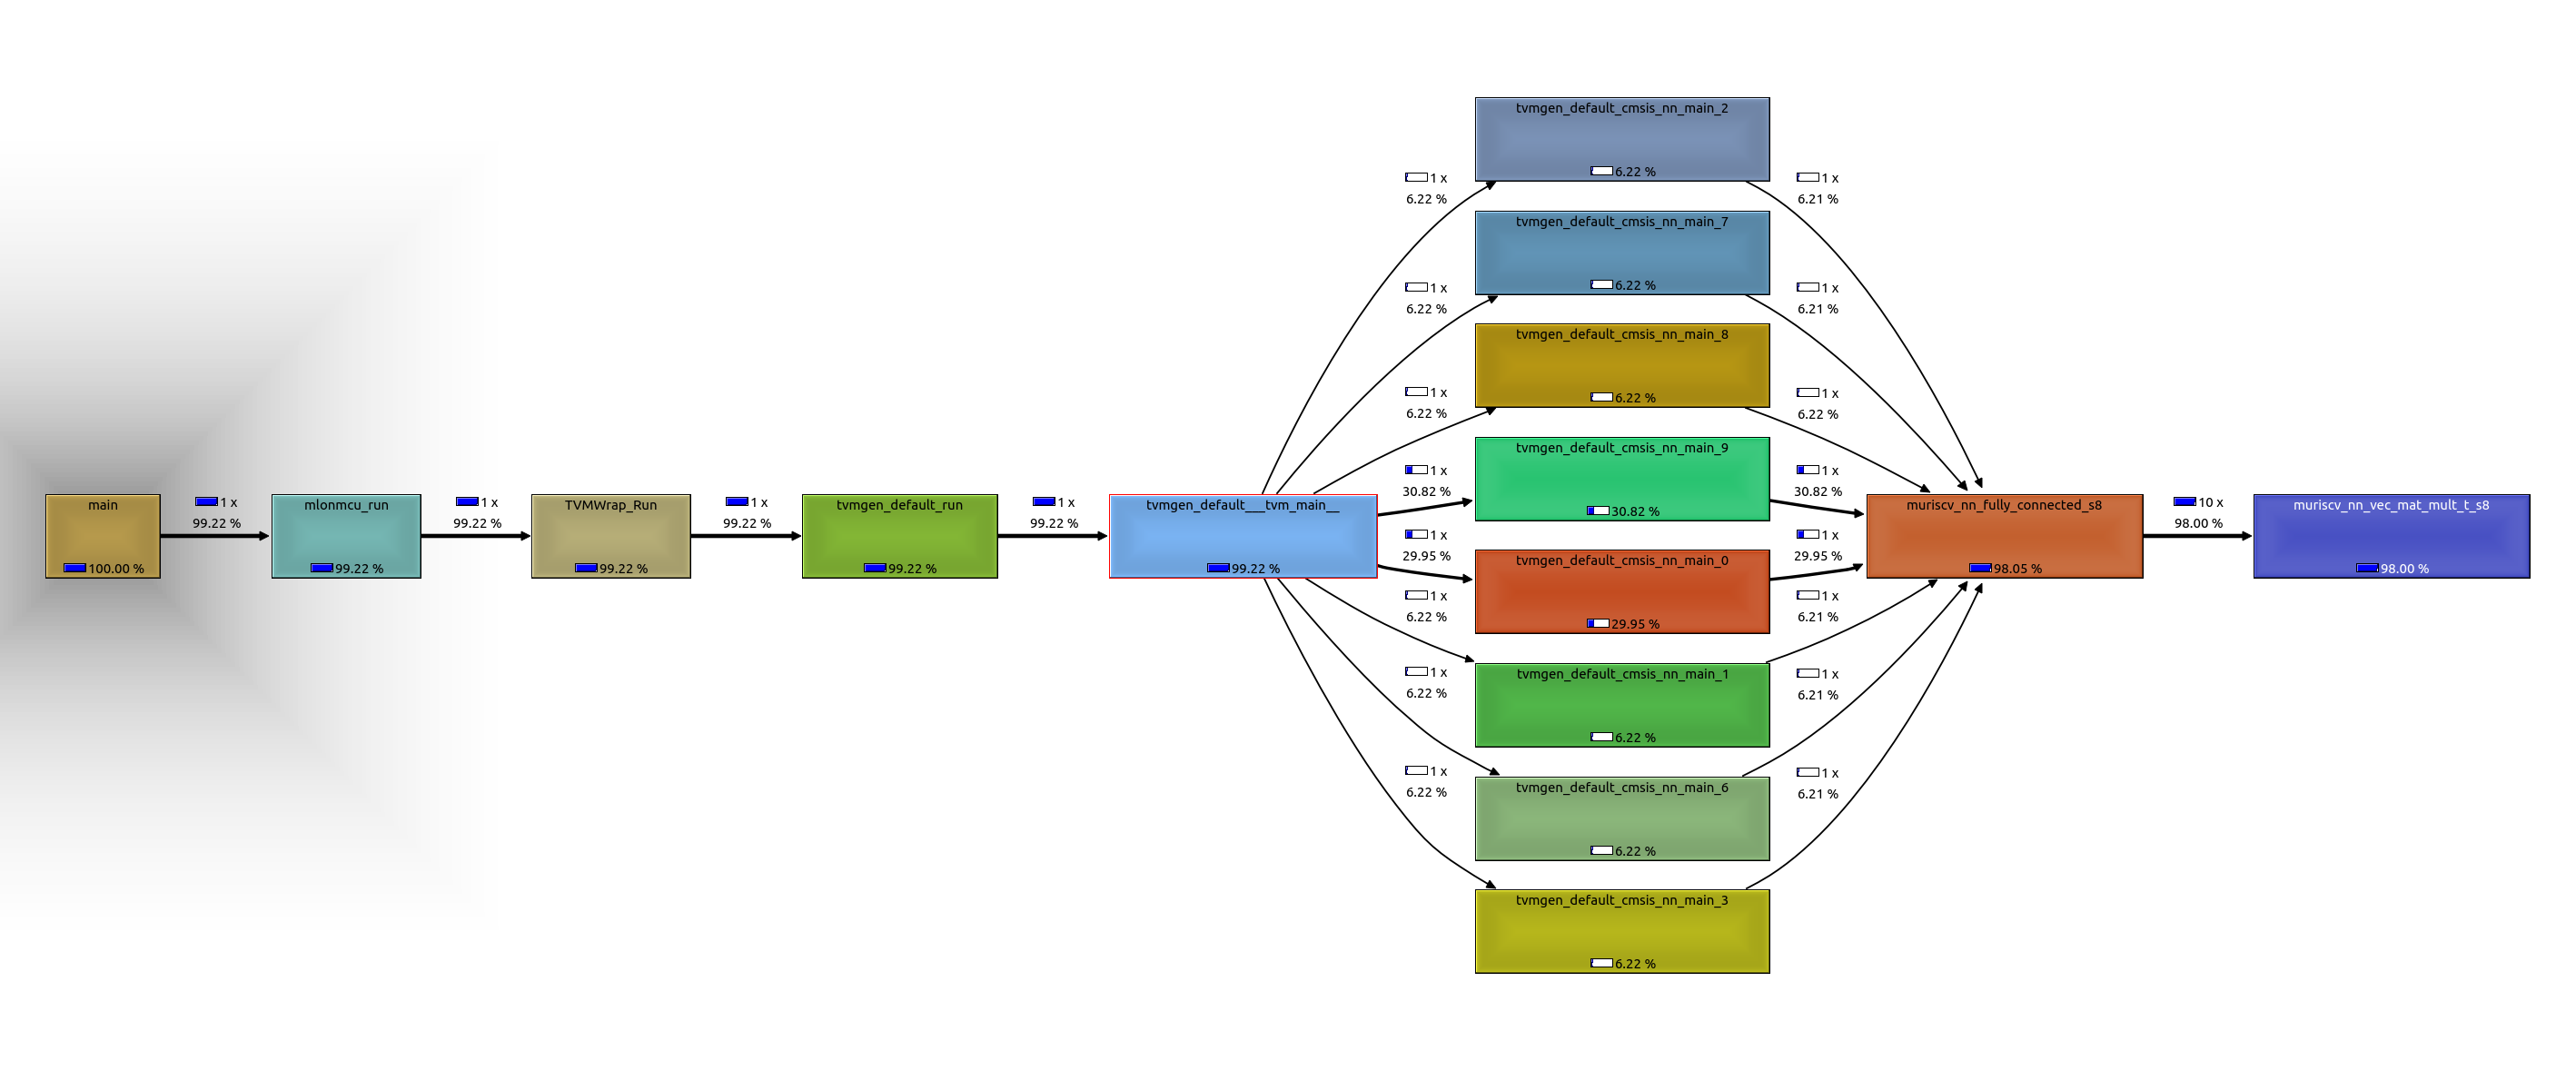 main
100.00 %
1 x
99.22 %
mlonmcu_run
99.22 %
1 x
99.22 %
TVMWrap_Run
99.22 %
1 x
99.22 %
tvmgen_default_run
99.22 %
1 x
99.22 %
tvmgen_default___tvm_main__
99.22 %
1 x
6.22 %
1 x
6.22 %
1 x
6.22 %
1 x
30.82 %
1 x
29.95 %
1 x
6.22 %
1 x
6.22 %
1 x
6.22 %
tvmgen_default_cmsis_nn_main_2
6.22 %
tvmgen_default_cmsis_nn_main_7
6.22 %
tvmgen_default_cmsis_nn_main_8
6.22 %
tvmgen_default_cmsis_nn_main_9
30.82 %
tvmgen_default_cmsis_nn_main_0
29.95 %
tvmgen_default_cmsis_nn_main_1
6.22 %
tvmgen_default_cmsis_nn_main_6
6.22 %
tvmgen_default_cmsis_nn_main_3
6.22 %
1 x
6.21 %
1 x
6.21 %
1 x
6.22 %
1 x
30.82 %
1 x
29.95 %
1 x
6.21 %
1 x
6.21 %
1 x
6.21 %
muriscv_nn_fully_connected_s8
98.05 %
10 x
98.00 %
muriscv_nn_vec_mat_mult_t_s8
98.00 %